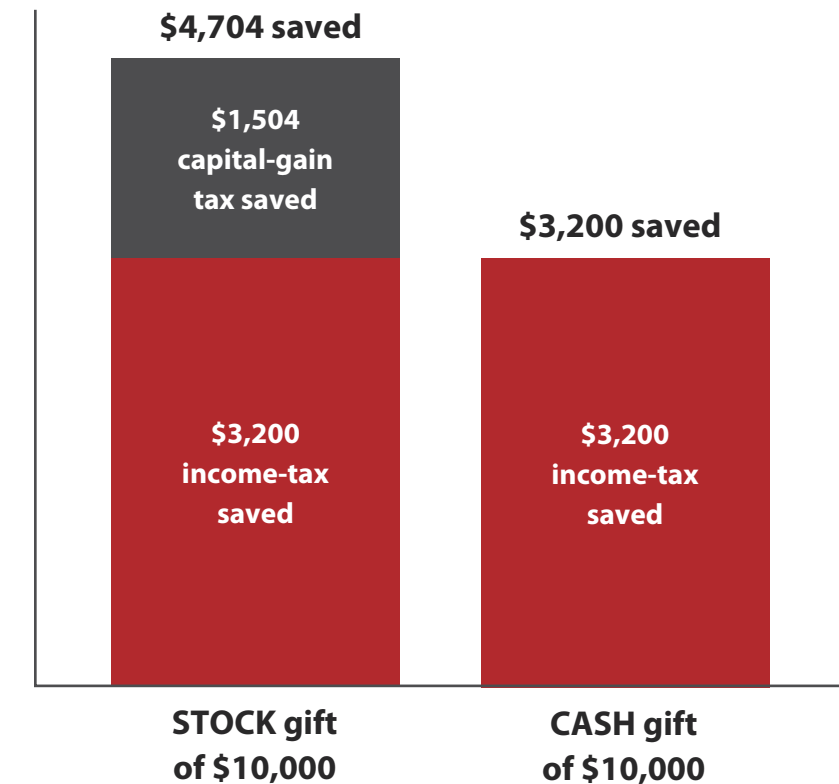 $4,704 saved
$1,504
capital-gain
tax saved
$3,200
income-tax
saved
STOCK gift
of $10,000
$3,200 saved
$3,200
income-tax
saved
CASH gift
of $10,000